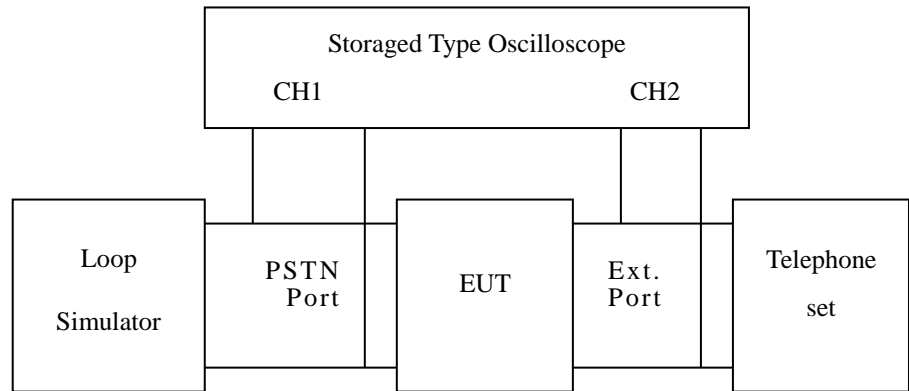 Storaged Type Oscilloscope
CH1 CH2
Loop
Simulator
PSTN
Port
EUT
Ext.
Port
Telephone
set